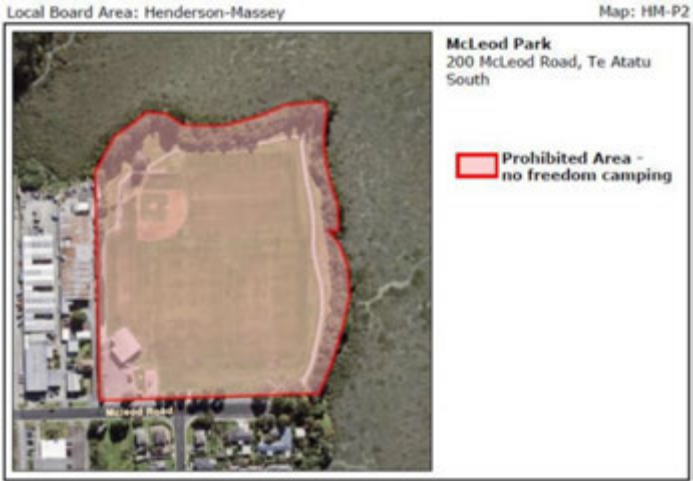 Local Board Area: Henderson-Massey
Map: HM-P2
McLeod Park
200 McLeod Road, Te Atatu
South
Prohibited Area -
no freedom camping
Mcleod Road